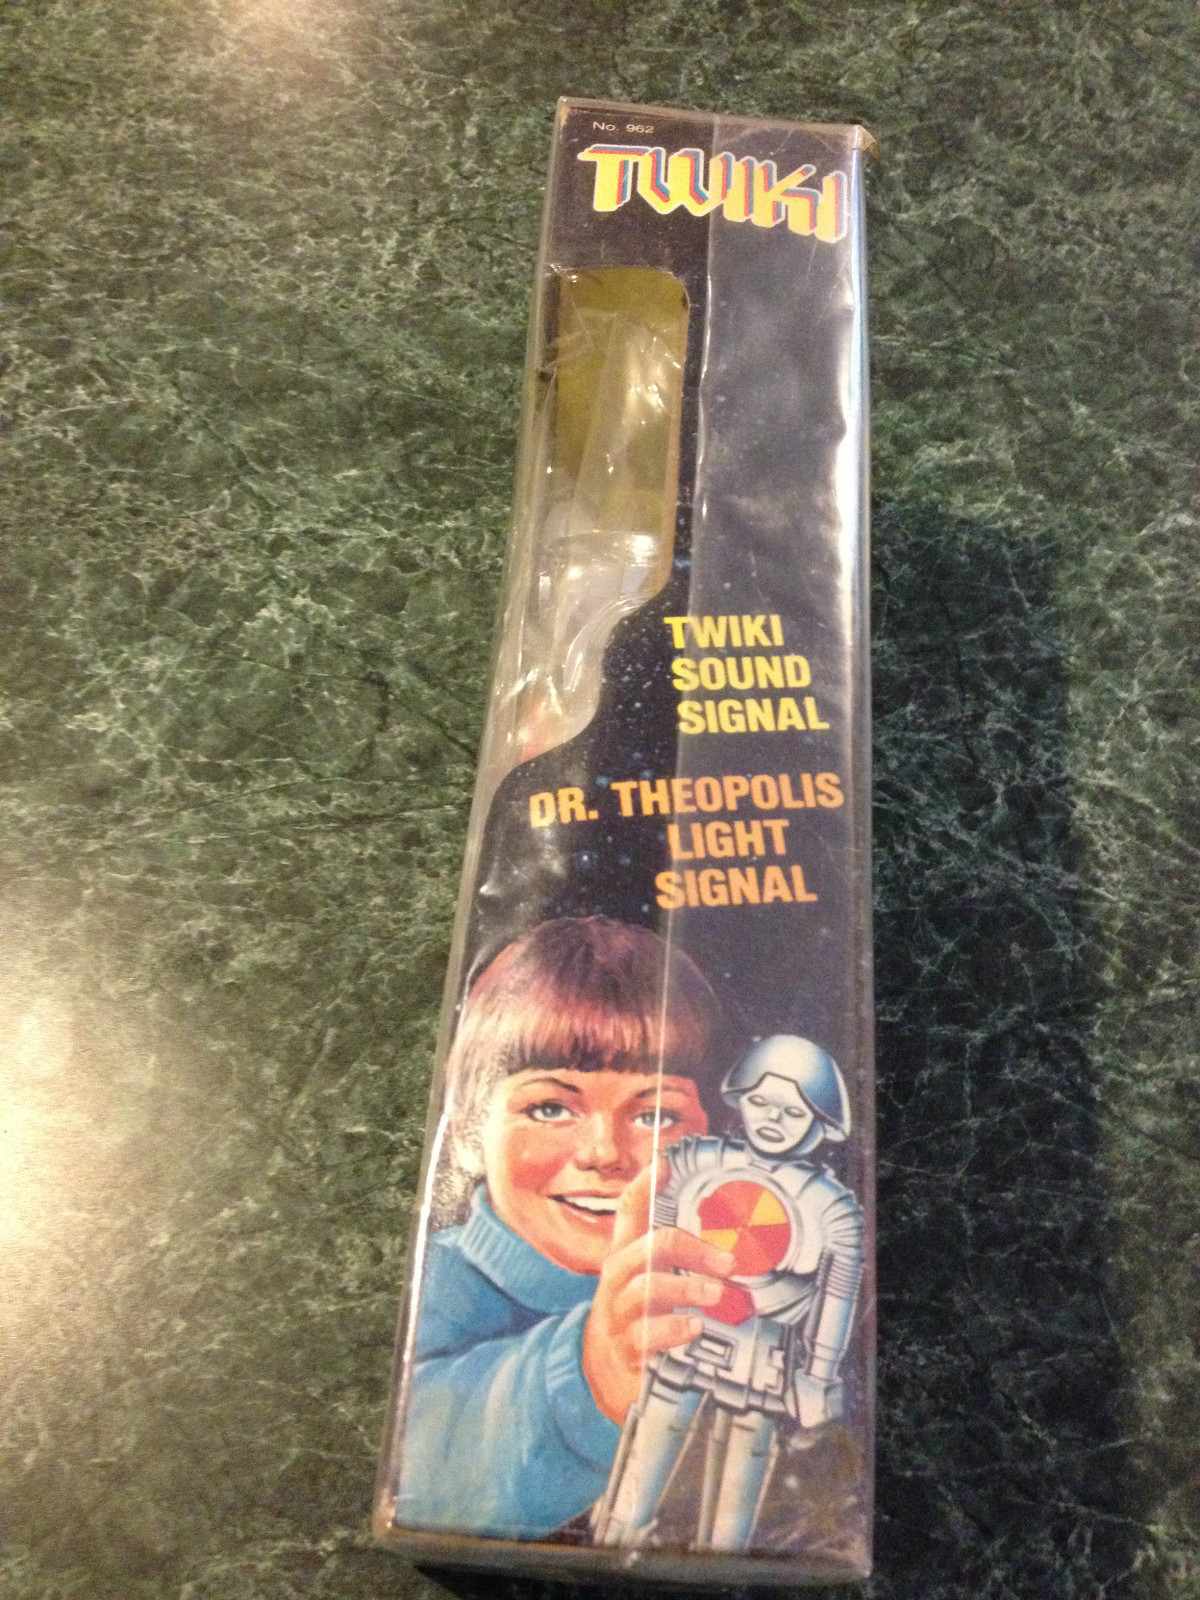 No. 962
TWIKI
TWIKI
SOUND
SIGNAL
DR. THEOPOLIS
LIGHT
SIGNAL